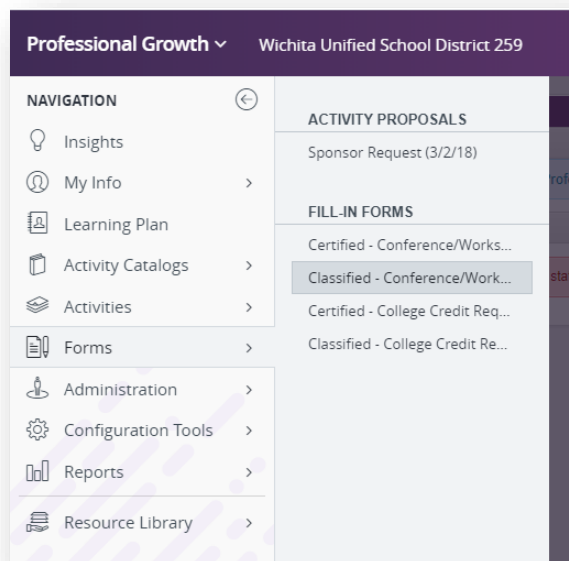 Professional Growth
Wichita Unified School District 259
NAVIGATION
Insights
My Info
Learning Plan
Activity Catalogs
Activities
Forms
Administration
Configuration Tools
Reports
Resource Library
ACTIVITY PROPOSALS
Sponsor Request (3/2/18)
FILL-IN FORMS
Certified - Conference/Works...
Classified - Conference/Work...
Certified - College Credit Req...
Classified - College Credit Re...